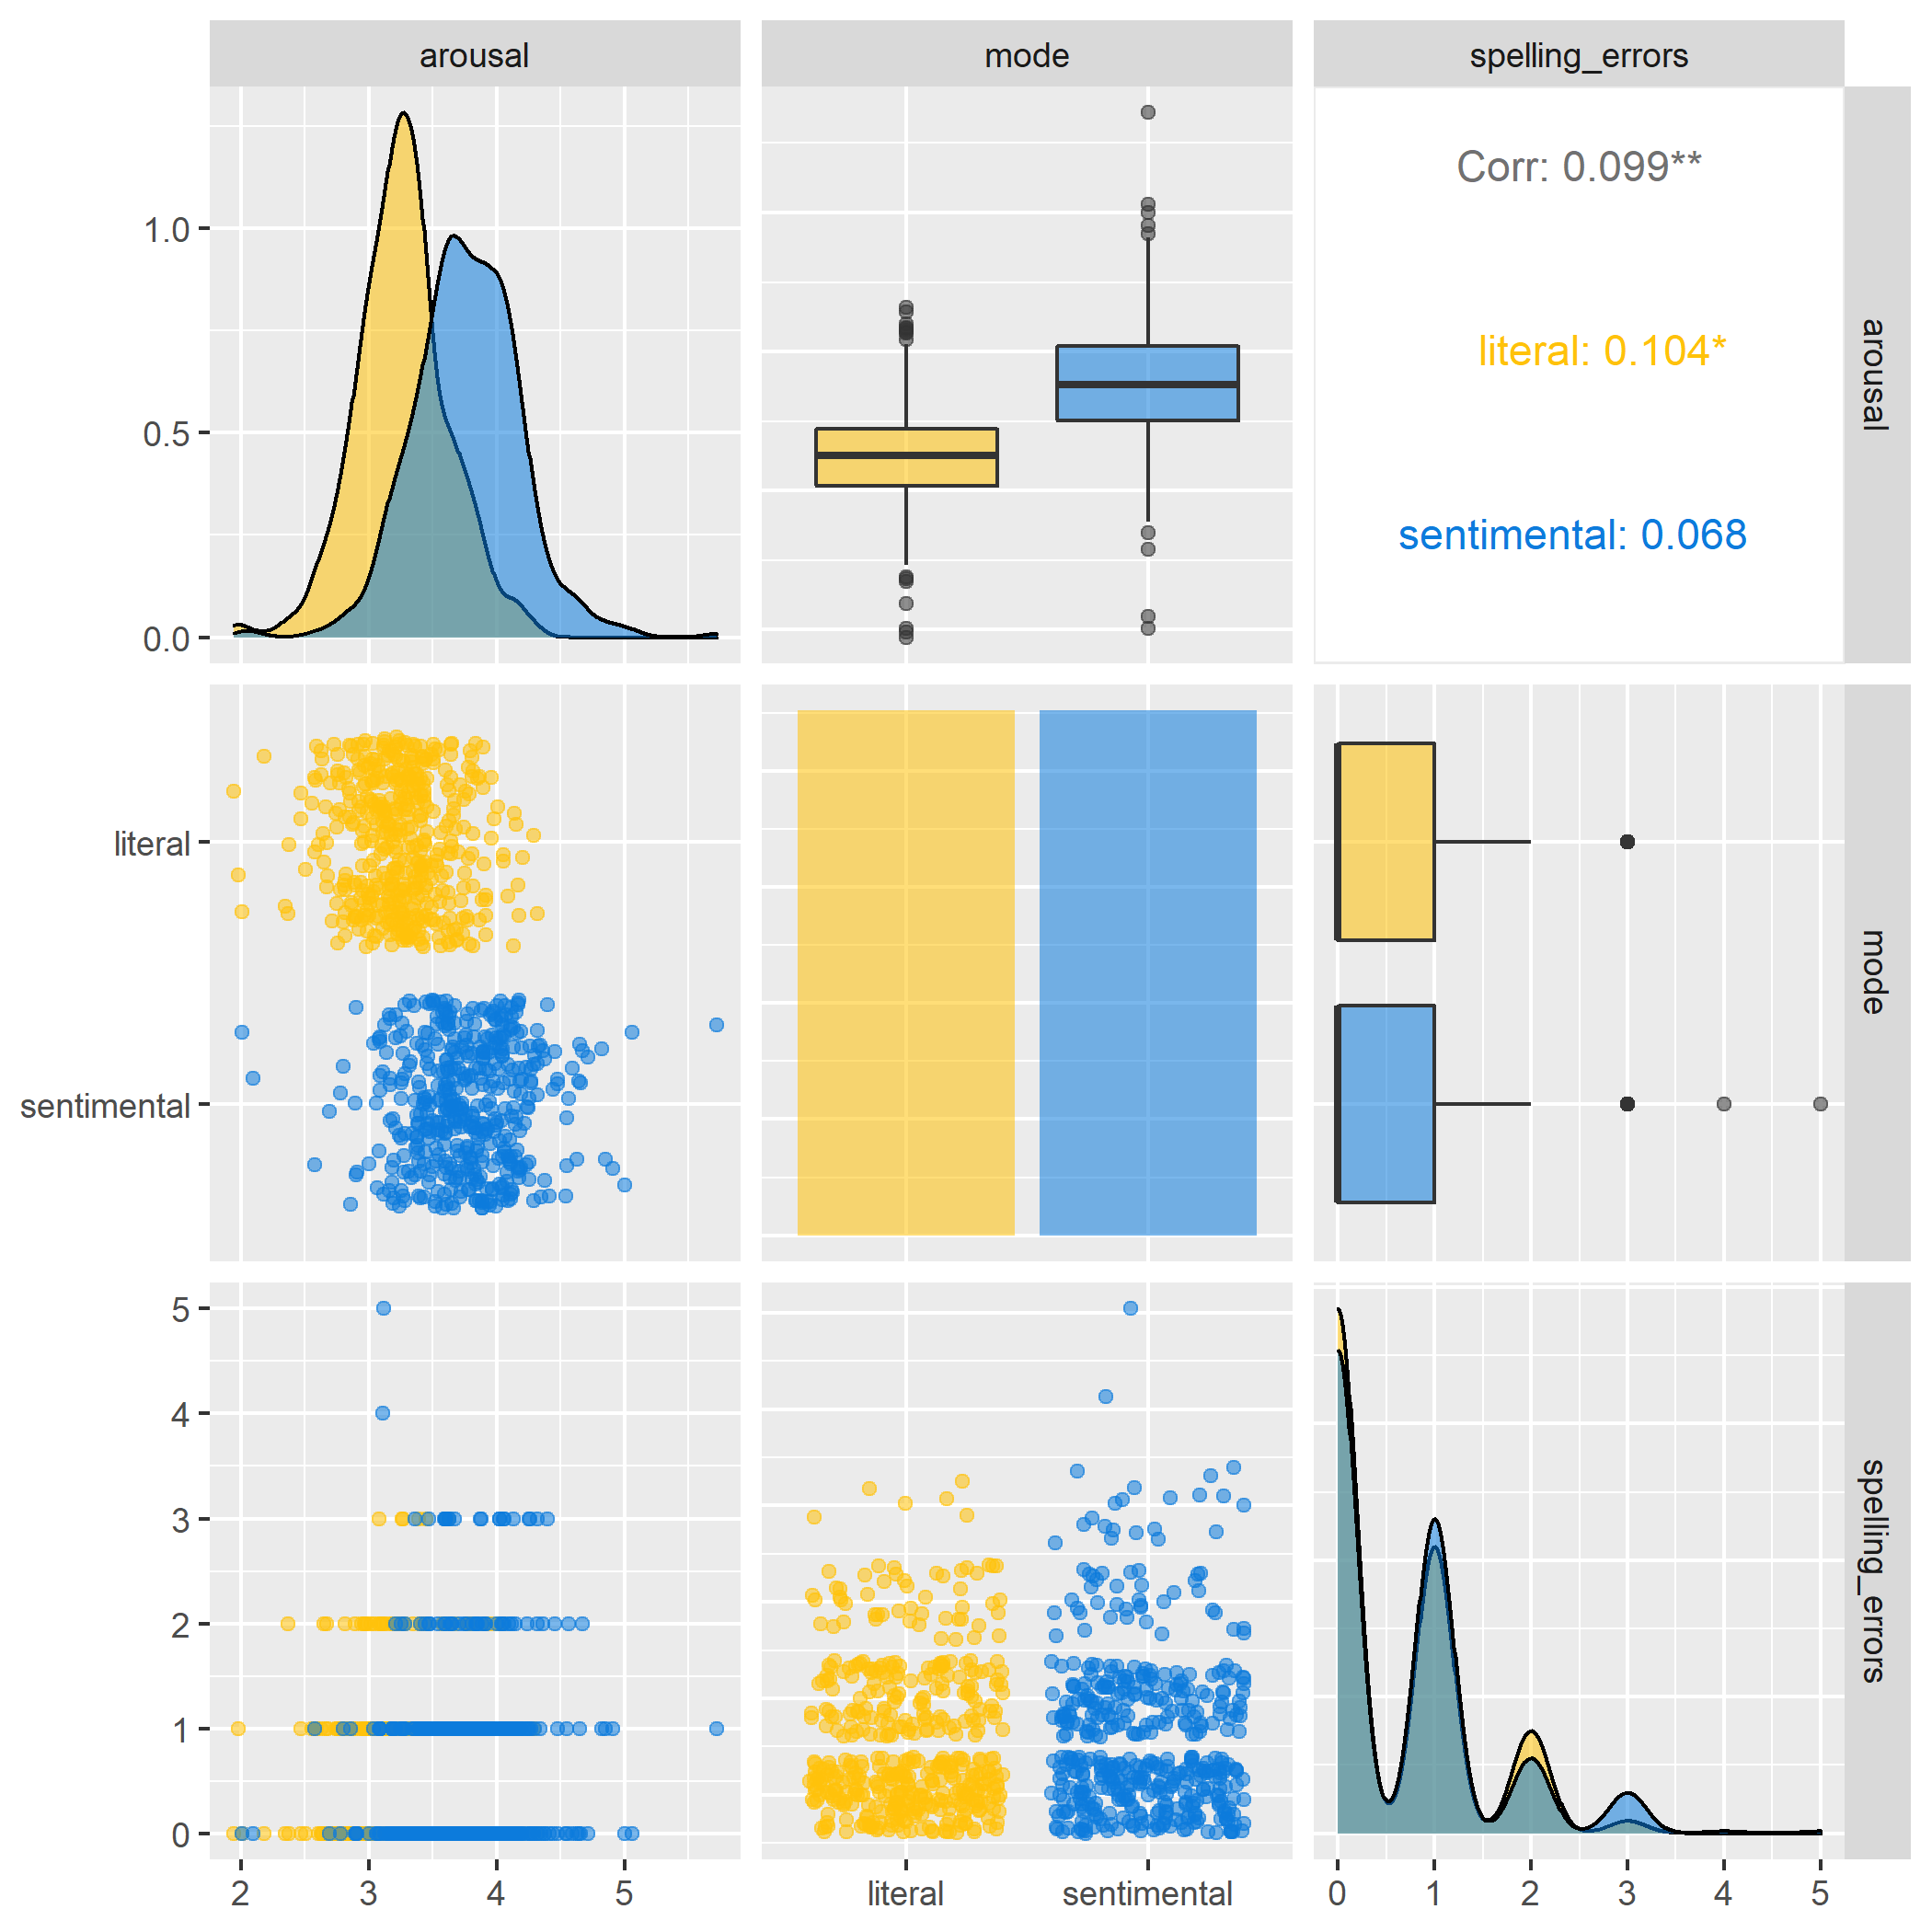 arousal
mode
spelling_errors
1.0
0.5
0.0
Corr: 0.099**
literal: 0.104*
sentimental: 0.068
arousal
literal
sentimental
mode
5
4
3
2
1
0
spelling_errors
2 3 4 5
literal sentimental
0 1 2 3 4 5